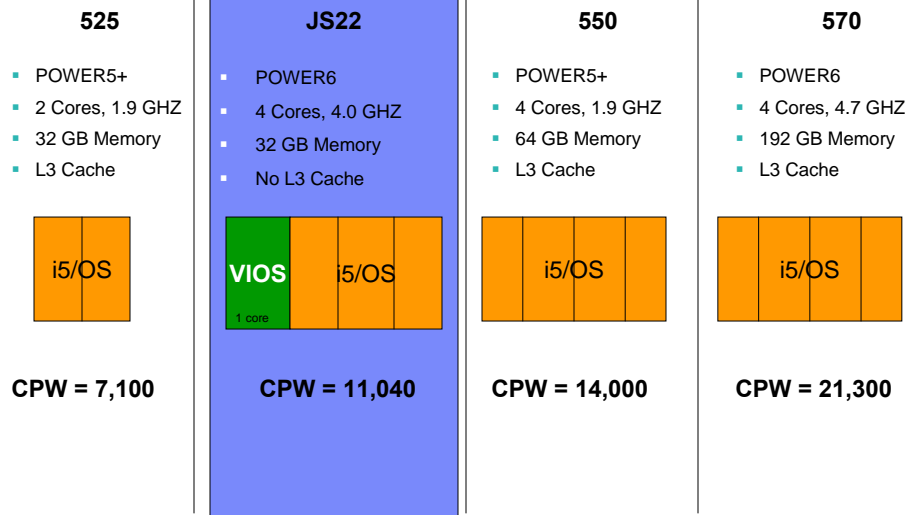 525
▪ POWER5+
▪ 2 Cores, 1.9 GHZ
▪ 32 GB Memory
▪ L3 Cache
i5/OS
CPW = 7,100
JS22
▪ POWER6
▪ 4 Cores, 4.0 GHZ
▪ 32 GB Memory
▪ No L3 Cache
VIOS
1 core
i5/OS
CPW = 11,040
550
▪ POWER5+
▪ 4 Cores, 1.9 GHZ
▪ 64 GB Memory
▪ L3 Cache
i5/OS
CPW = 14,000
570
▪ POWER6
▪ 4 Cores, 4.7 GHZ
▪ 192 GB Memory
▪ L3 Cache
i5/OS
CPW = 21,300